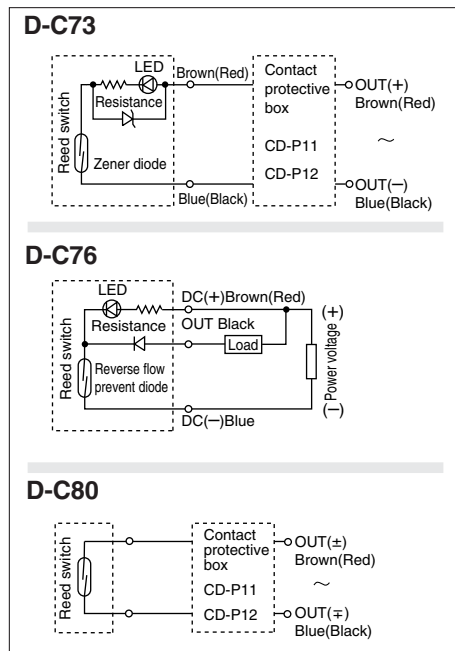 D-C73
LED
Brown(Red)
Resistance
Reed switch
Zener diode
Blue(Black)
Contact
protective
box
CD-P11
CD-P12
OUT(+)
Brown(Red)
～
OUT(−)
Blue(Black)
D-C76
LED
DC(+)Brown(Red)
Resistance
OUT Black
Load
Reed switch
Reverse flow
prevent diode
DC(−)Blue
(+)
Power voltage
(−)
D-C80
Reed switch
Contact
protective
box
CD-P11
CD-P12
OUT(±)
Brown(Red)
～
OUT(∓)
Blue(Black)